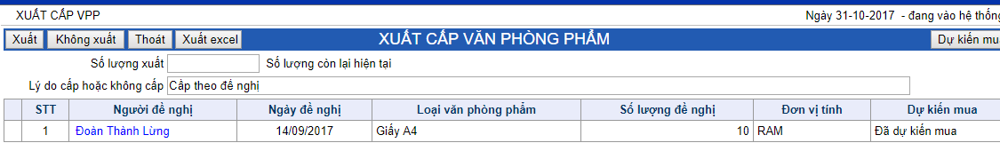 XUẤT CẤP VPP Ngày 31-10-2017 - đang vào hệ thống
Xuất Không xuất Thoát Xuất excel XUẤT CẤP VĂN PHÒNG PHẨM Dự kiến mu
Số lượng xuất Số lượng còn lại hiện tại
Lý do cấp hoặc không cấp Cấp theo đề nghị
STT Người đề nghị Ngày đề nghị Loại văn phòng phẩm Số lượng đề nghị Đơn vị tính Dự kiến mua
1 Đoàn Thành Lừng 14/09/2017 Giấy A4 10 RAM Đã dự kiến mua